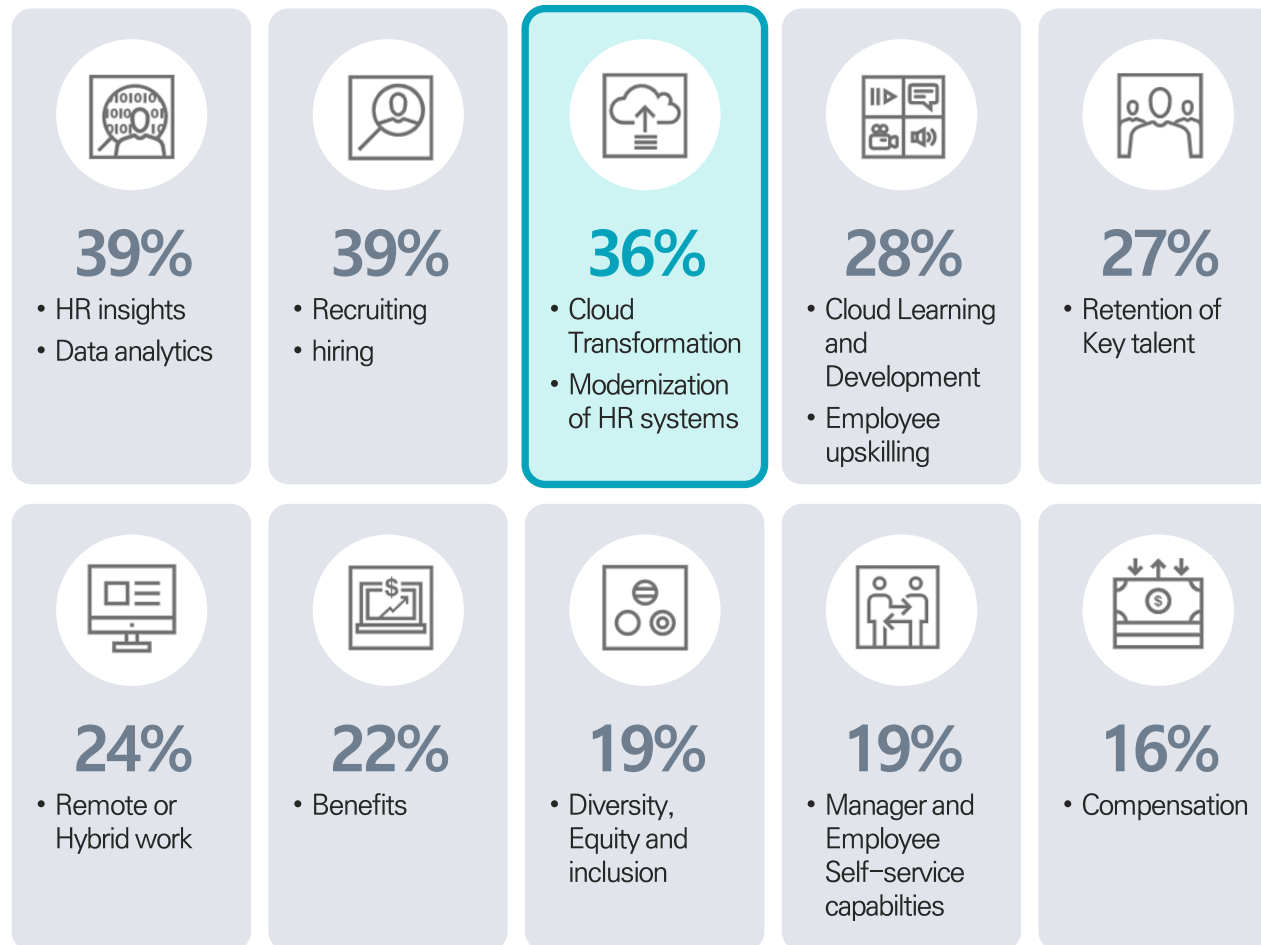 39%
• HR insights
• Data analytics
39%
• Recruiting
• hiring
36%
• Cloud
Transformation
• Modernization
of HR systems
28%
• Cloud Learning
and
Development
• Employee
upskilling
27%
• Retention of
Key talent
24%
• Remote or
Hybrid work
22%
• Benefits
19%
• Diversity,
Equity and
inclusion
19%
• Manager and
Employee
Self-service
capabilties
16%
• Compensation